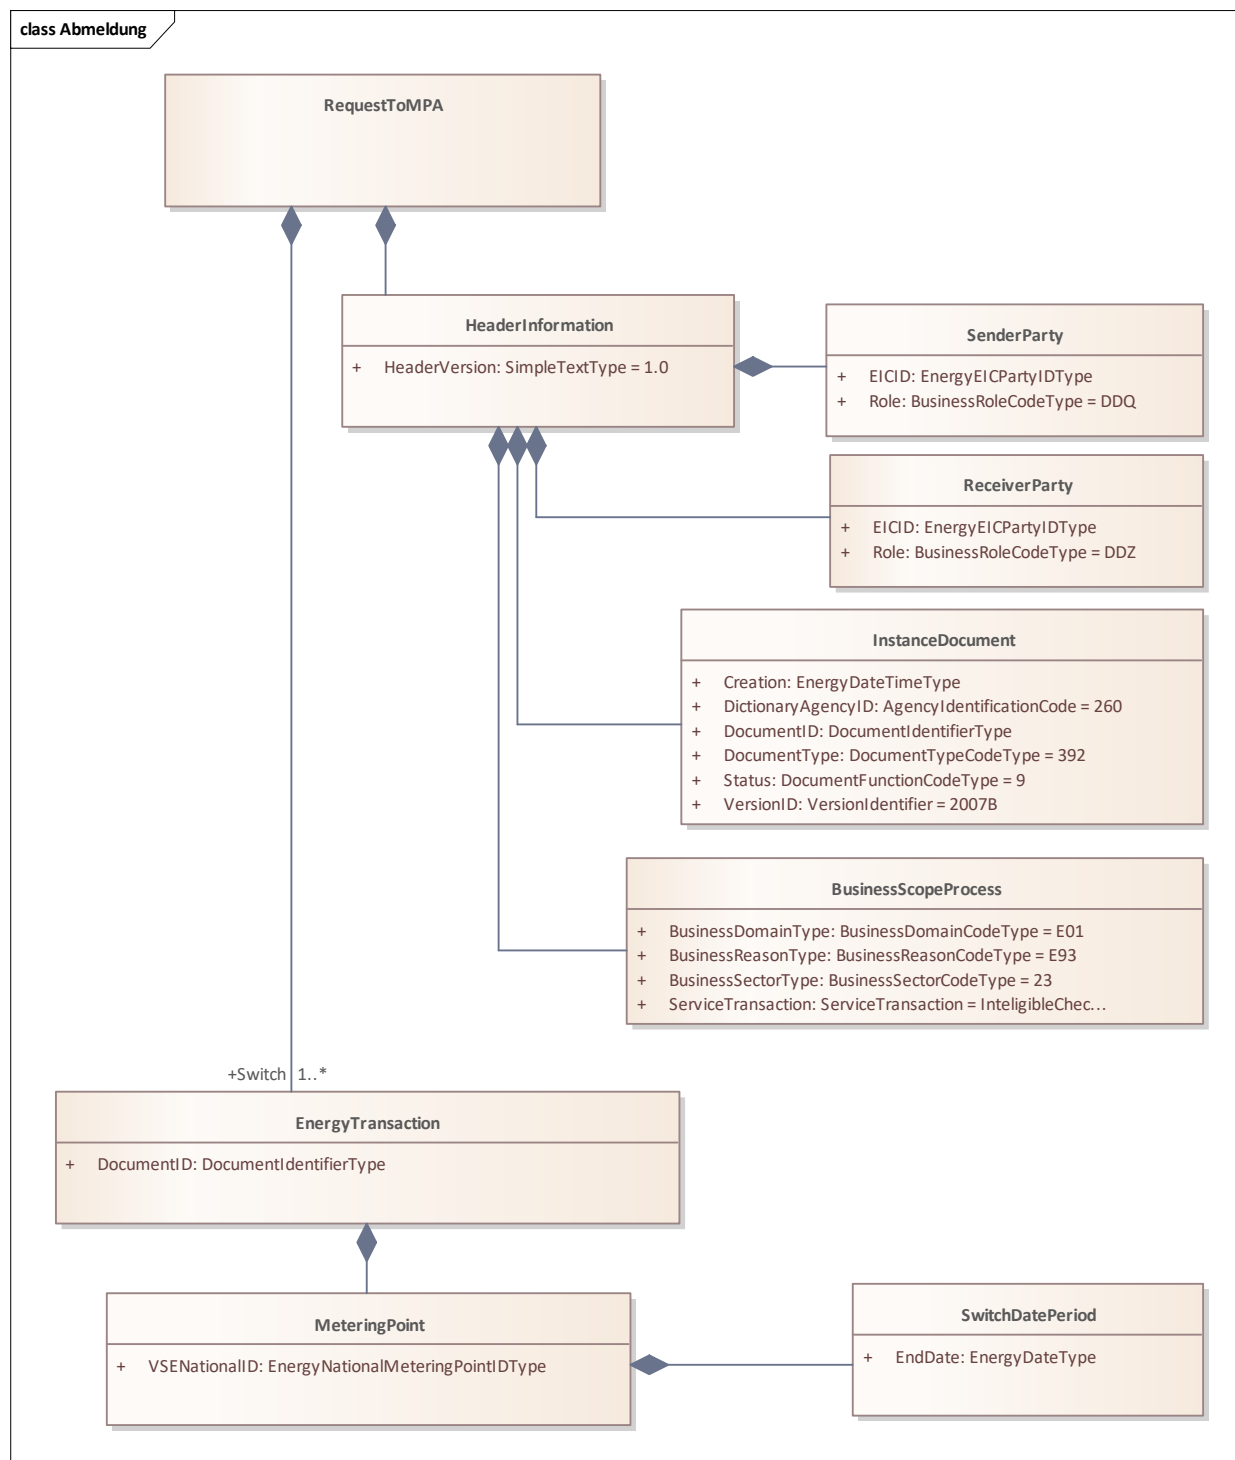 class Abmeldung
RequestToMPA
HeaderInformation
+ HeaderVersion: SimpleTextType = 1.0
SenderParty
+ EICID: EnergyEICPartyIDType
+ Role: BusinessRoleCodeType = DDQ
ReceiverParty
+ EICID: EnergyEICPartyIDType
+ Role: BusinessRoleCodeType = DDZ
InstanceDocument
+ Creation: EnergyDateTimeType
+ DictionaryAgencyID: AgencyIdentificationCode = 260
+ DocumentID: DocumentIdentifierType
+ DocumentType: DocumentTypeCodeType = 392
+ Status: DocumentFunctionCodeType = 9
+ VersionID: VersionIdentifier = 2007B
BusinessScopeProcess
+ BusinessDomainType: BusinessDomainCodeType = E01
+ BusinessReasonType: BusinessReasonCodeType = E93
+ BusinessSectorType: BusinessSectorCodeType = 23
+ ServiceTransaction: ServiceTransaction = InteligibleChec...
+Switch 1..*
EnergyTransaction
+ DocumentID: DocumentIdentifierType
MeteringPoint
+ VSENationalID: EnergyNationalMeteringPointIDType
SwitchDatePeriod
+ EndDate: EnergyDateType